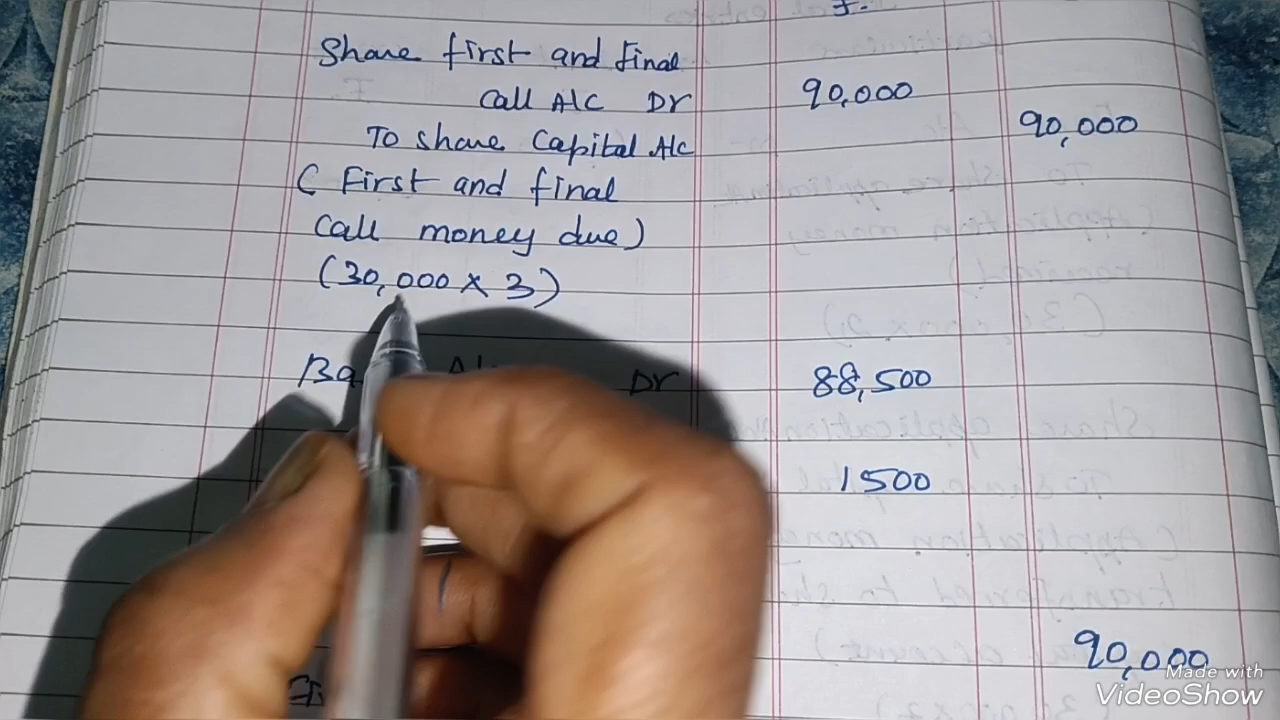 Share first and final
Call A/c Dr 90,000
To share Capital A/c 90,000
( First and final
Call money due)
(30,000 x 3)
Dr 88,500
1500
90,000
Made with
VideoShow